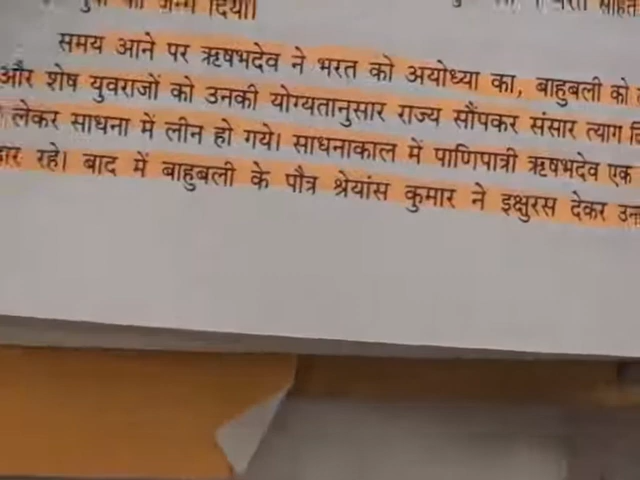 को जन्म दिया।
समय आने पर ऋषभदेव ने भरत को अयोध्या का, बाहुबली को
और शेष युवराजों को उनकी योग्यतानुसार राज्य सौंपकर संसार त्याग
लेकर साधना में लीन हो गये। साधनाकाल में पाणिपात्री ऋषभदेव एक
रहे। बाद में बाहुबली के पौत्र श्रेयांस कुमार ने इक्षुरस देकर